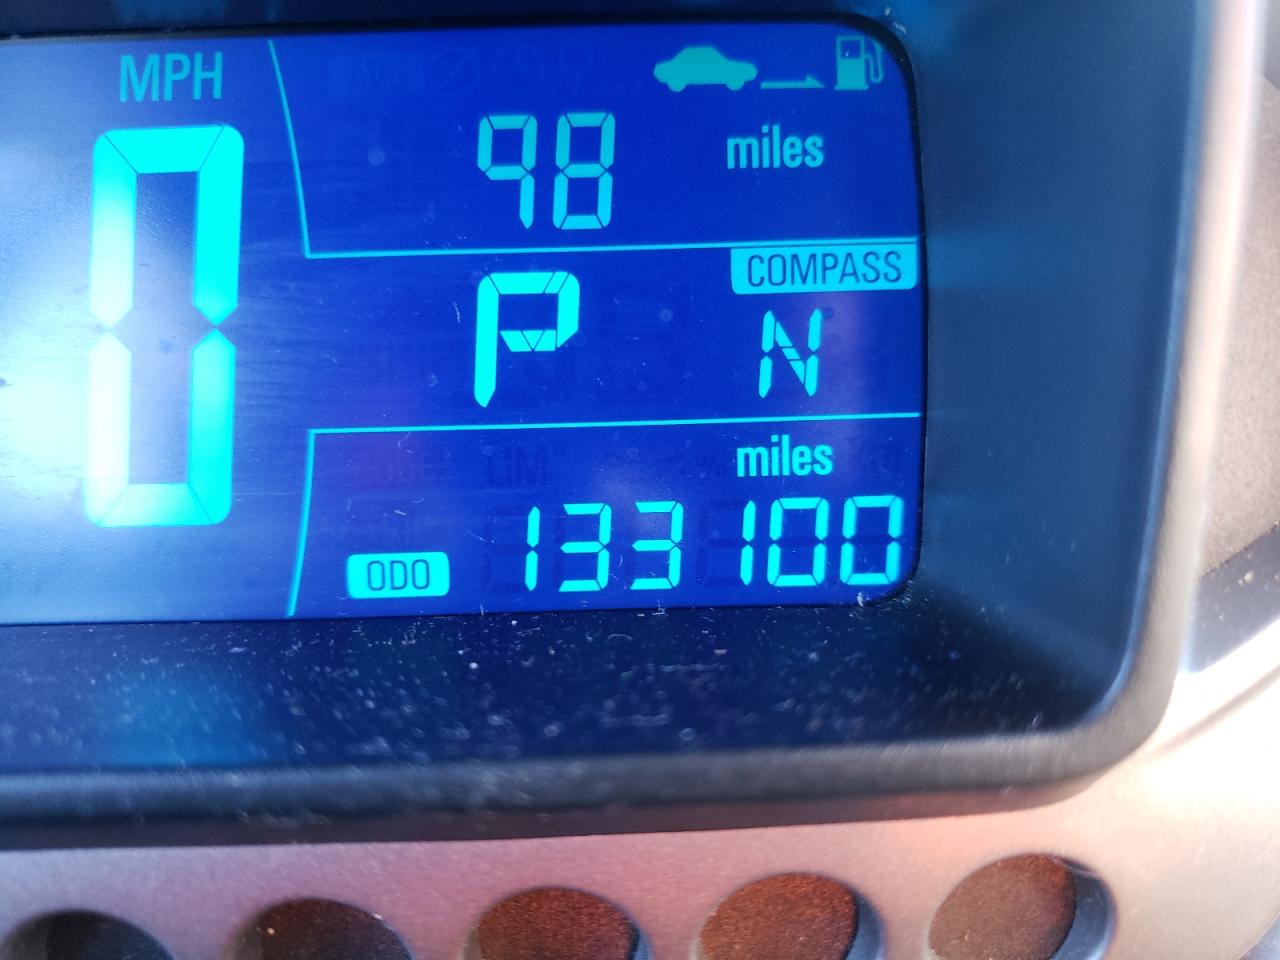 MPH
0
98 miles
COMPASS
P N
miles
ODO 133100